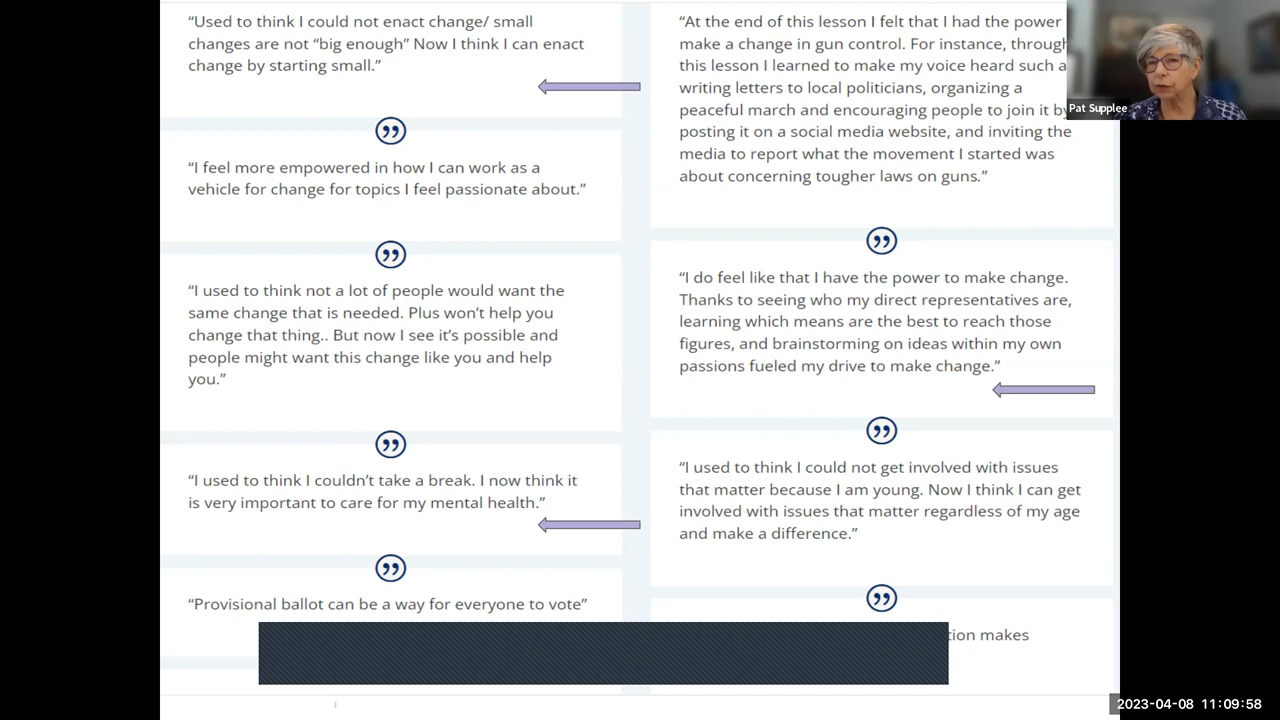 “Used to think I could not enact change/ small
changes are not “big enough” Now I think I can enact
change by starting small.”
“I feel more empowered in how I can work as a
vehicle for change for topics I feel passionate about.”
“I used to think not a lot of people would want the
same change that is needed. Plus won’t help you
change that thing.. But now I see it’s possible and
people might want this change like you and help
you.”
“I used to think I couldn’t take a break. I now think it
is very important to care for my mental health.”
“Provisional ballot can be a way for everyone to vote”
“At the end of this lesson I felt that I had the power
make a change in gun control. For instance, through
this lesson I learned to make my voice heard such a
writing letters to local politicians, organizing a
peaceful march and encouraging people to join it by
posting it on a social media website, and inviting the
media to report what the movement I started was
about concerning tougher laws on guns.”
“I do feel like that I have the power to make change.
Thanks to seeing who my direct representatives are,
learning which means are the best to reach those
figures, and brainstorming on ideas within my own
passions fueled my drive to make change.”
“I used to think I could not get involved with issues
that matter because I am young. Now I think I can get
involved with issues that matter regardless of my age
and make a difference.”
tion makes
Pat Supplee
2023-04-08 11:09:58